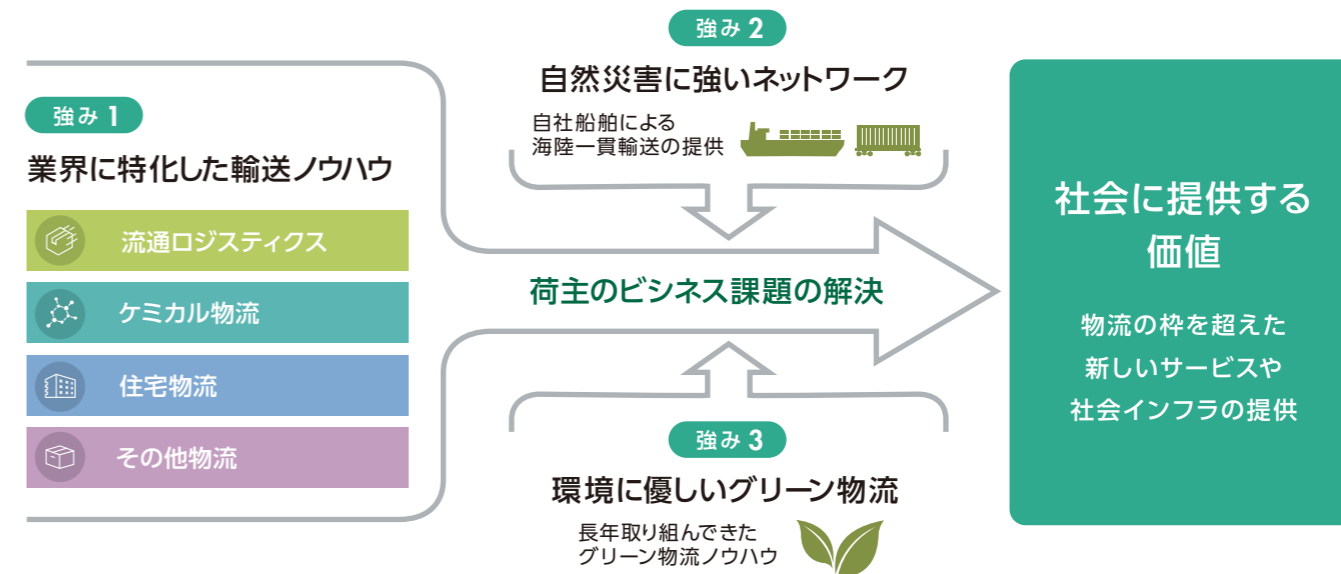 強み 1
業界に特化した輸送ノウハウ
流通ロジスティクス
ケミカル物流
住宅物流
その他物流
強み 2
自然災害に強いネットワーク
自社船舶による
海陸一貫輸送の提供
荷主のビジネス課題の解決
強み 3
環境に優しいグリーン物流
長年取り組んできた
グリーン物流ノウハウ
社会に提供する
価値
物流の枠を超えた
新しいサービスや
社会インフラの提供